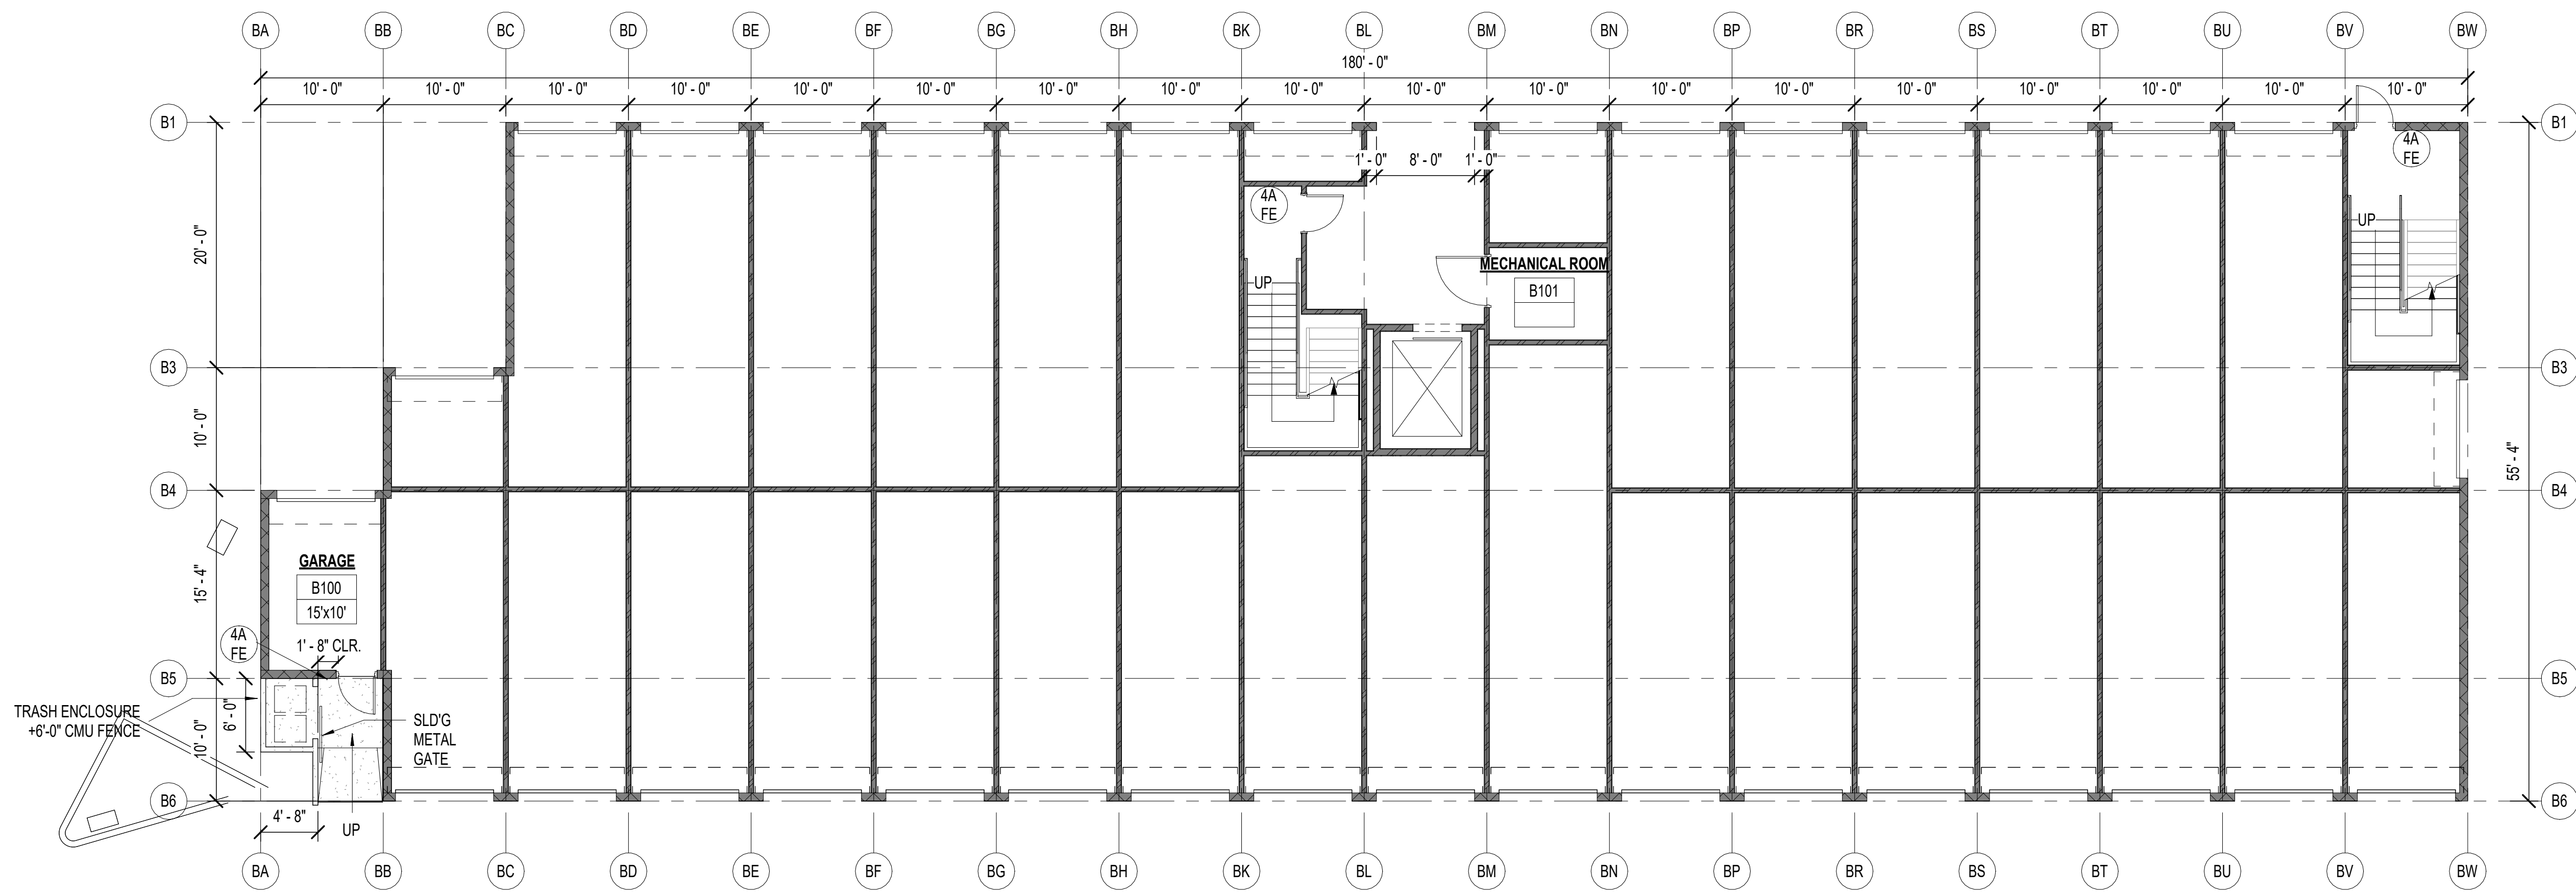 BA BB BC BD BE BF BG BH BK BL BM BN BP BR BS BT BU BV BW
180' - 0"
10' - 0" 10' - 0" 10' - 0" 10' - 0" 10' - 0" 10' - 0" 10' - 0" 10' - 0" 10' - 0" 10' - 0" 10' - 0" 10' - 0" 10' - 0" 10' - 0" 10' - 0" 10' - 0" 10' - 0" 10' - 0"
B1 B1
4A
FE
1' - 0" 8' - 0" 1' - 0"
4A
FE
UP
20' - 0"
MECHANICAL ROOM
B101
UP
B3 B3
10' - 0"
55' - 4"
B4 B4
GARAGE
B100
15'x10'
15' - 4"
4A
FE
1' - 8" CLR.
B5 B5
TRASH ENCLOSURE
+6'-0" CMU FENCE
10' - 0"
6' - 0"
SLD'G
METAL
GATE
B6 B6
4' - 8"
UP
BA BB BC BD BE BF BG BH BK BL BM BN BP BR BS BT BU BV BW